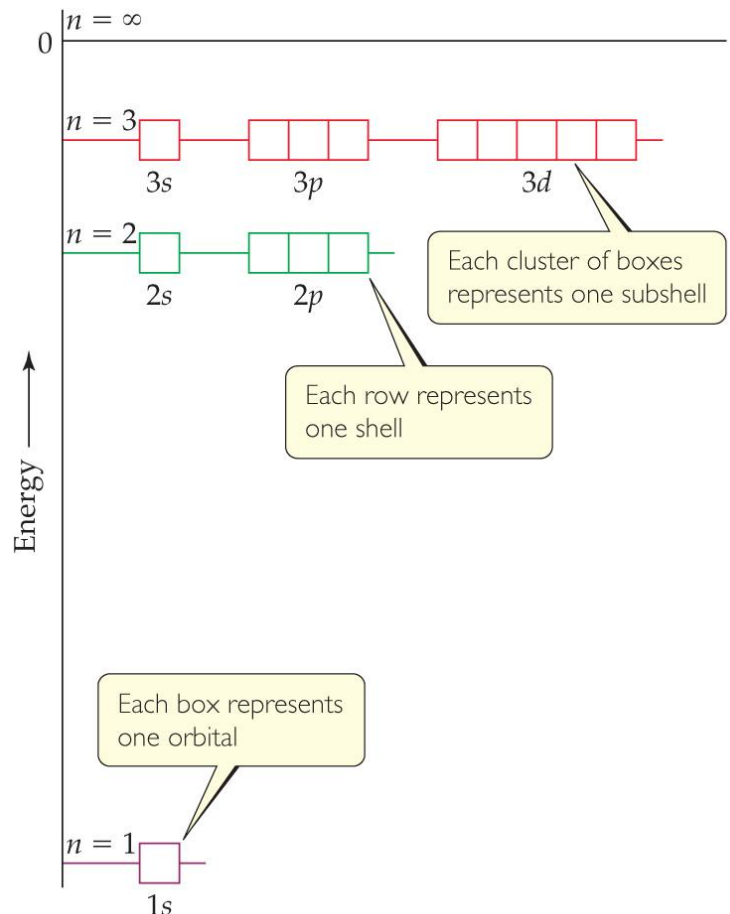 n = ∞
0
n = 3
3s
3p
3d
n = 2
2s
2p
Each cluster of boxes
represents one subshell
Each row represents
one shell
Energy
Each box represents
one orbital
n = 1
1s